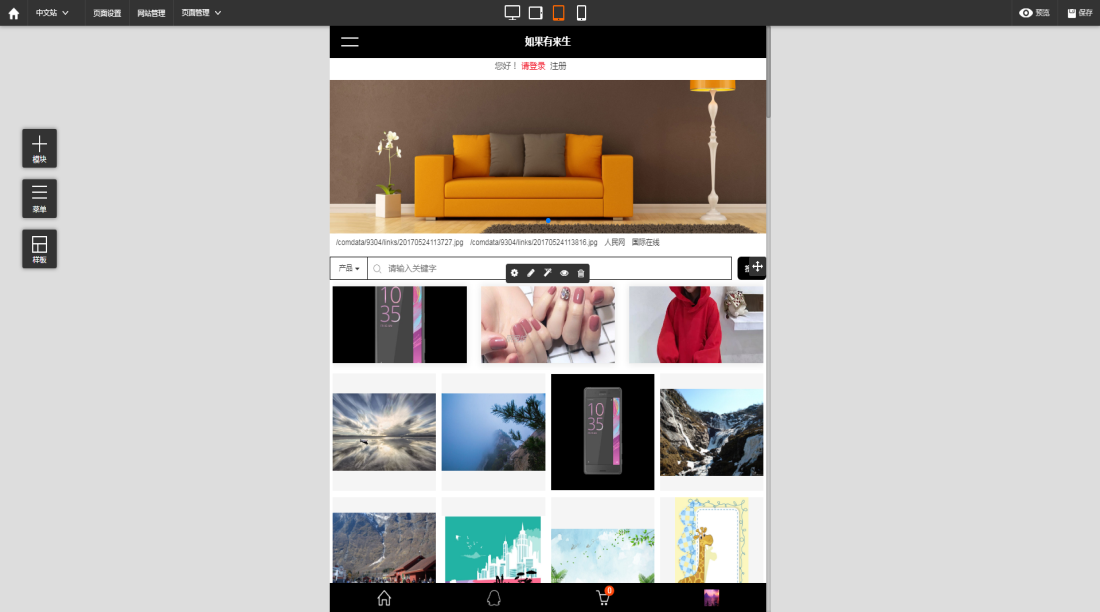 中文站 页面设置 网站管理 页面管理 预览 保存
如果有来生
您好！ 请登录 注册
模块
菜单
样板
/comdata/9304/links/20170524113727.jpg /comdata/9304/links/20170524113816.jpg 人民网 国际在线
产品 请输入关键字
10
35
10
35
0